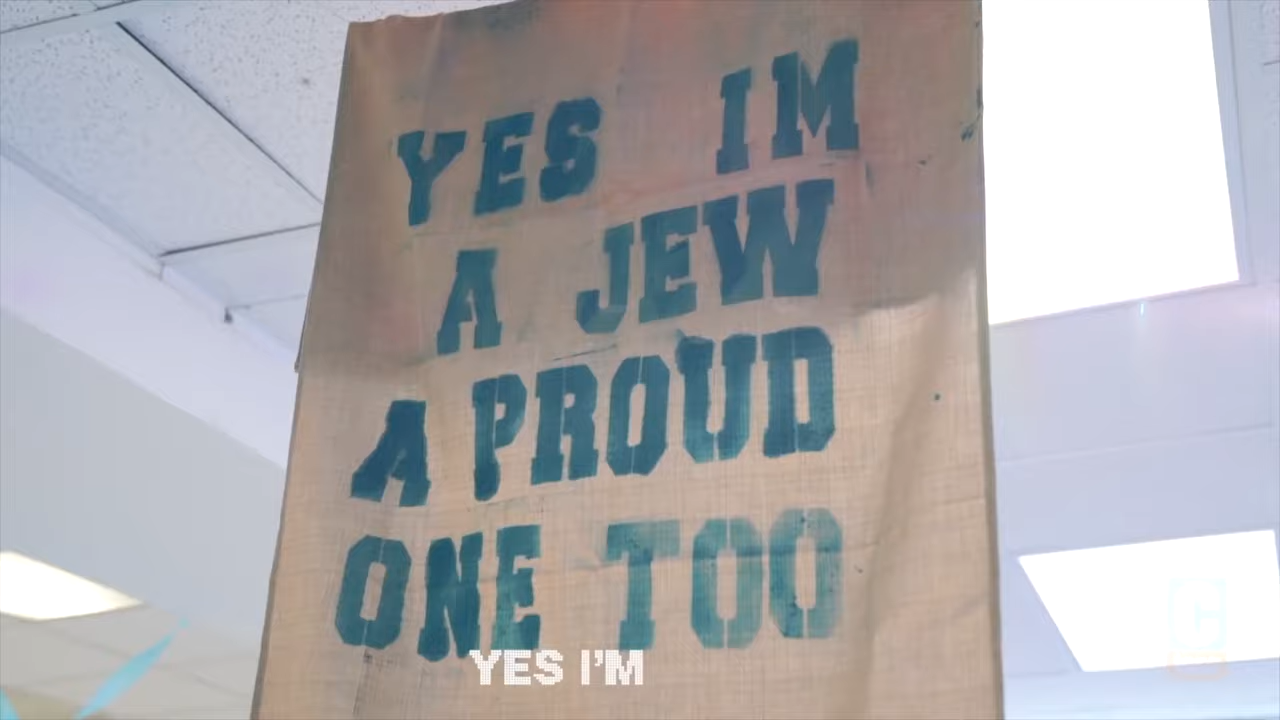 YES IM
A JEW
A PROUD
ONE TOO
YES I'M